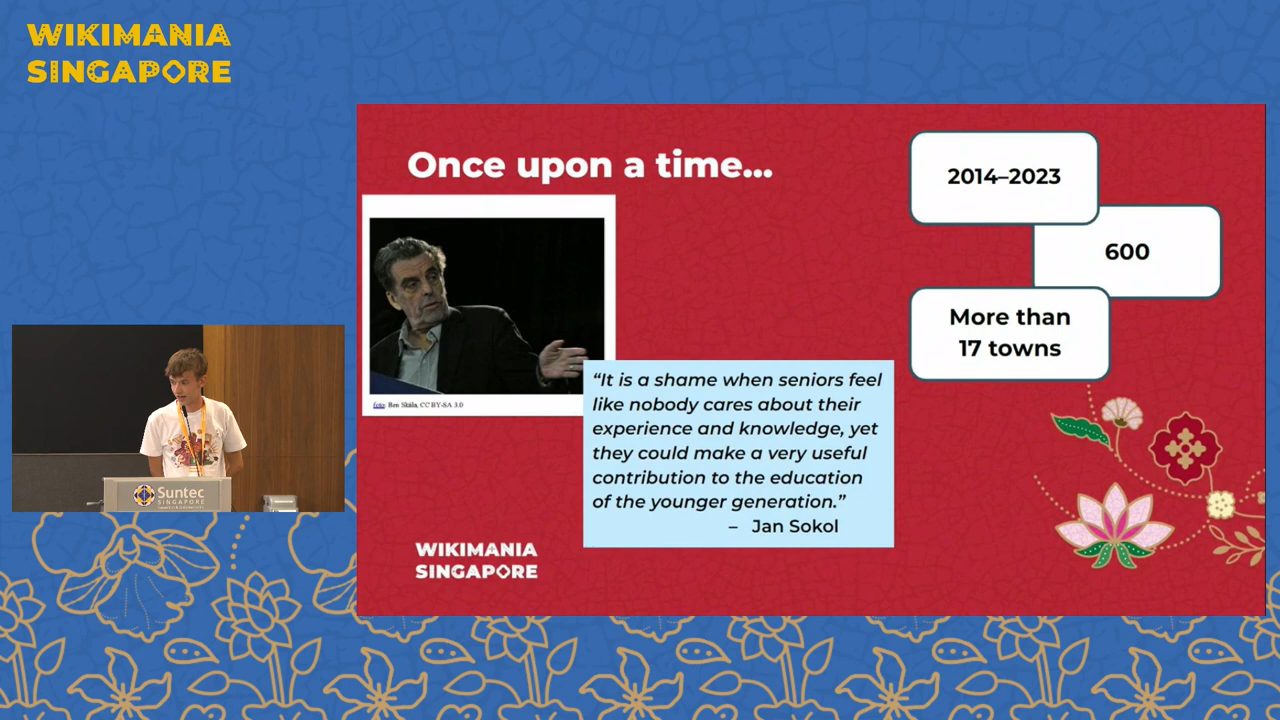 WIKIMANIA
SINGAPORE
Once upon a time...
2014–2023
600
More than
17 towns
foto: Ben Skála, CC BY-SA 3.0
“It is a shame when seniors feel
like nobody cares about their
experience and knowledge, yet
they could make a very useful
contribution to the education
of the younger generation.”
– Jan Sokol
WIKIMANIA
SINGAPORE
Suntec
SINGAPORE